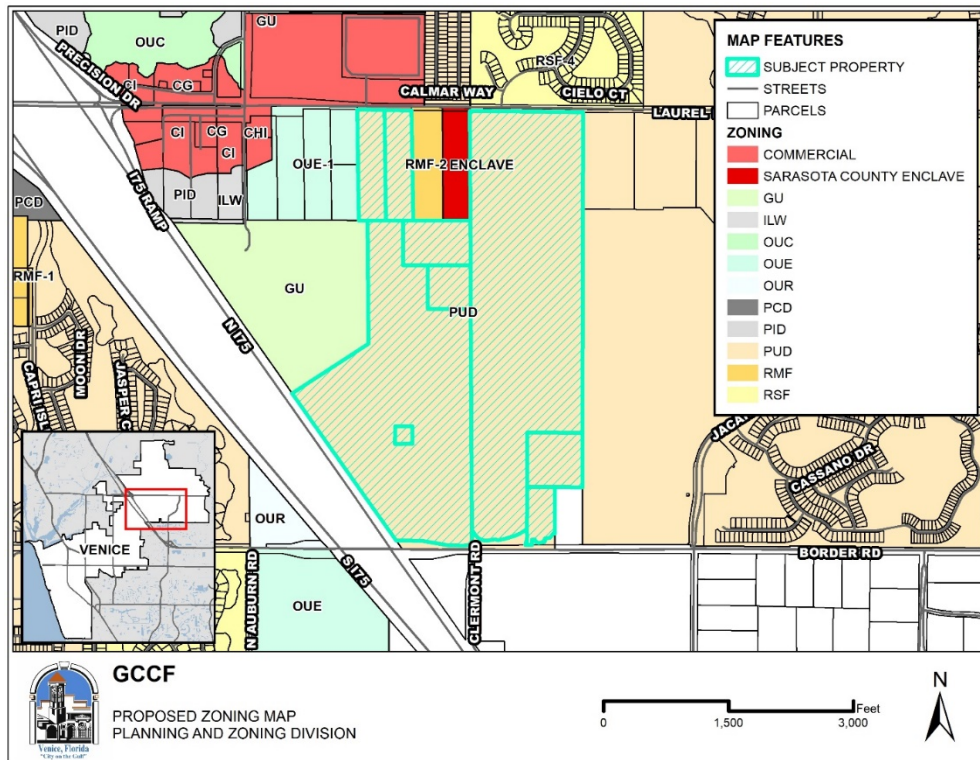 PID
OUC
GU
PRECISION DR
CI
CG
CALMAR WAY
RSF-4
CIELO CT
LAUREL
CI
CG
CI
CHI
OUE-1
RMF-2
ENCLAVE
PID
ILW
I75 RAMP
PCD
RMF-1
GU
PUD
N I75
MOON DR
CAPRI ISL
JASPER C
JACAR
CASSANO DR
OUR
BORDER RD
N AUBURN RD
OUE
S I75
CLERMONT RD
VENICE
MAP FEATURES
SUBJECT PROPERTY
STREETS
PARCELS
ZONING
COMMERCIAL
SARASOTA COUNTY ENCLAVE
GU
ILW
OUC
OUE
OUR
PCD
PID
PUD
RMF
RSF
Venice, Florida
"City on the Gulf"
GCCF
PROPOSED ZONING MAP
PLANNING AND ZONING DIVISION
Feet
0 1,500 3,000
N